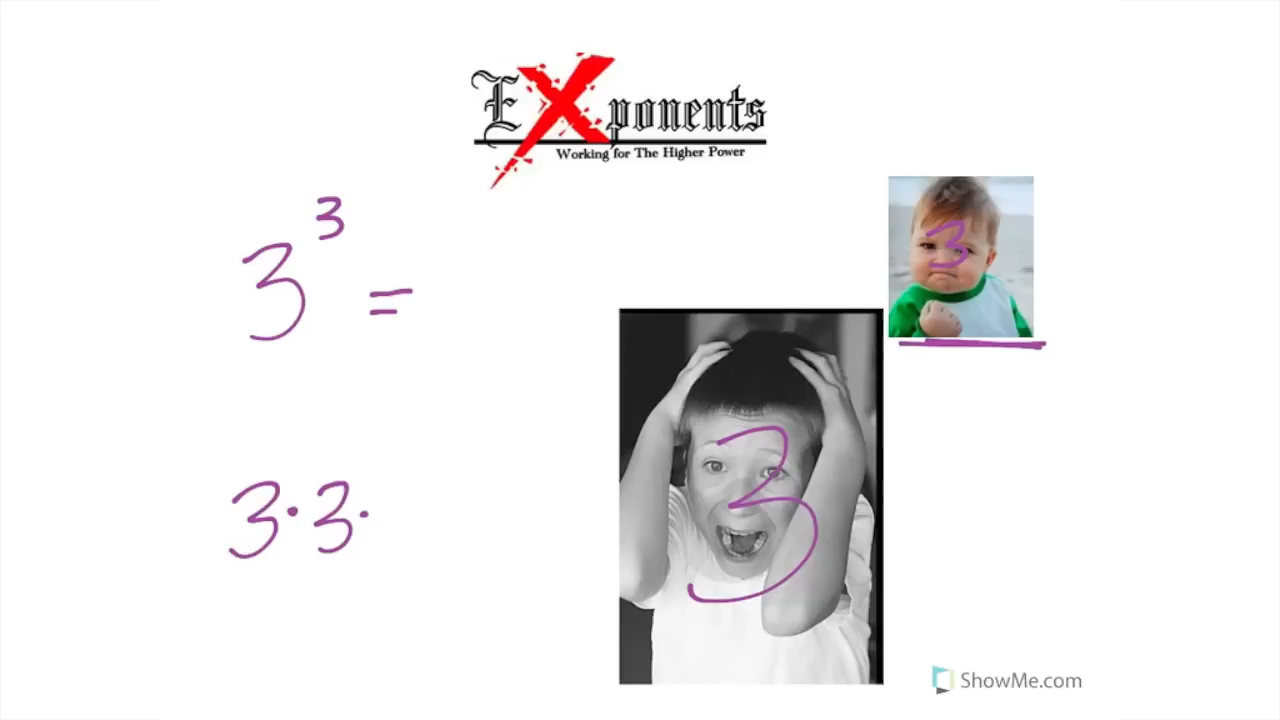 Exponents
Working for The Higher Power
3³ =
3
3
3·3·
ShowMe.com